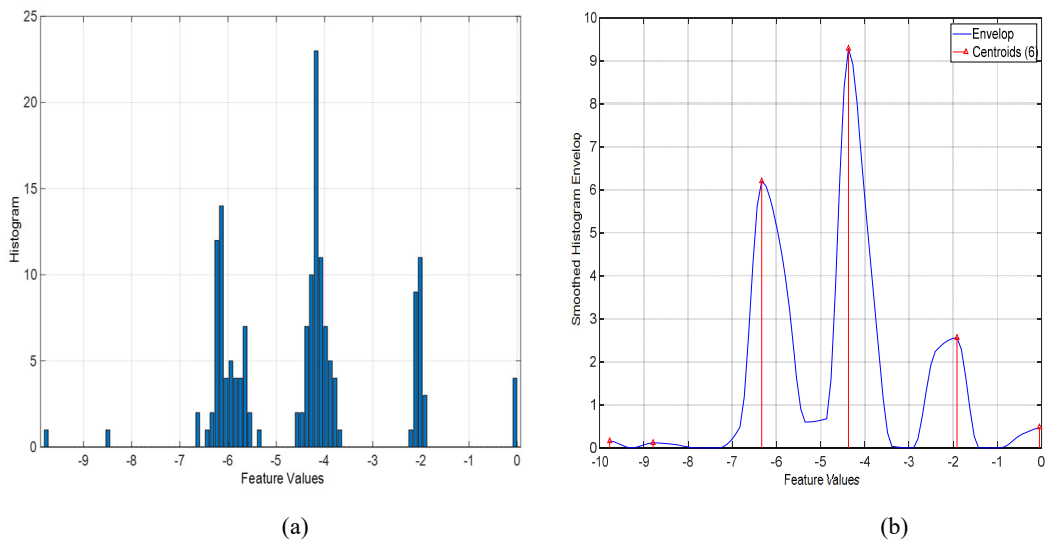 25
20
15
10
5
0
-9 -8 -7 -6 -5 -4 -3 -2 -1 0
Histogram
Feature Values
(a)
10
9
8
7
6
5
4
3
2
1
0
-10 -9 -8 -7 -6 -5 -4 -3 -2 -1 0
Smoothed Histogram Envelop
Feature Values
Envelop
Centroids (6)
(b)